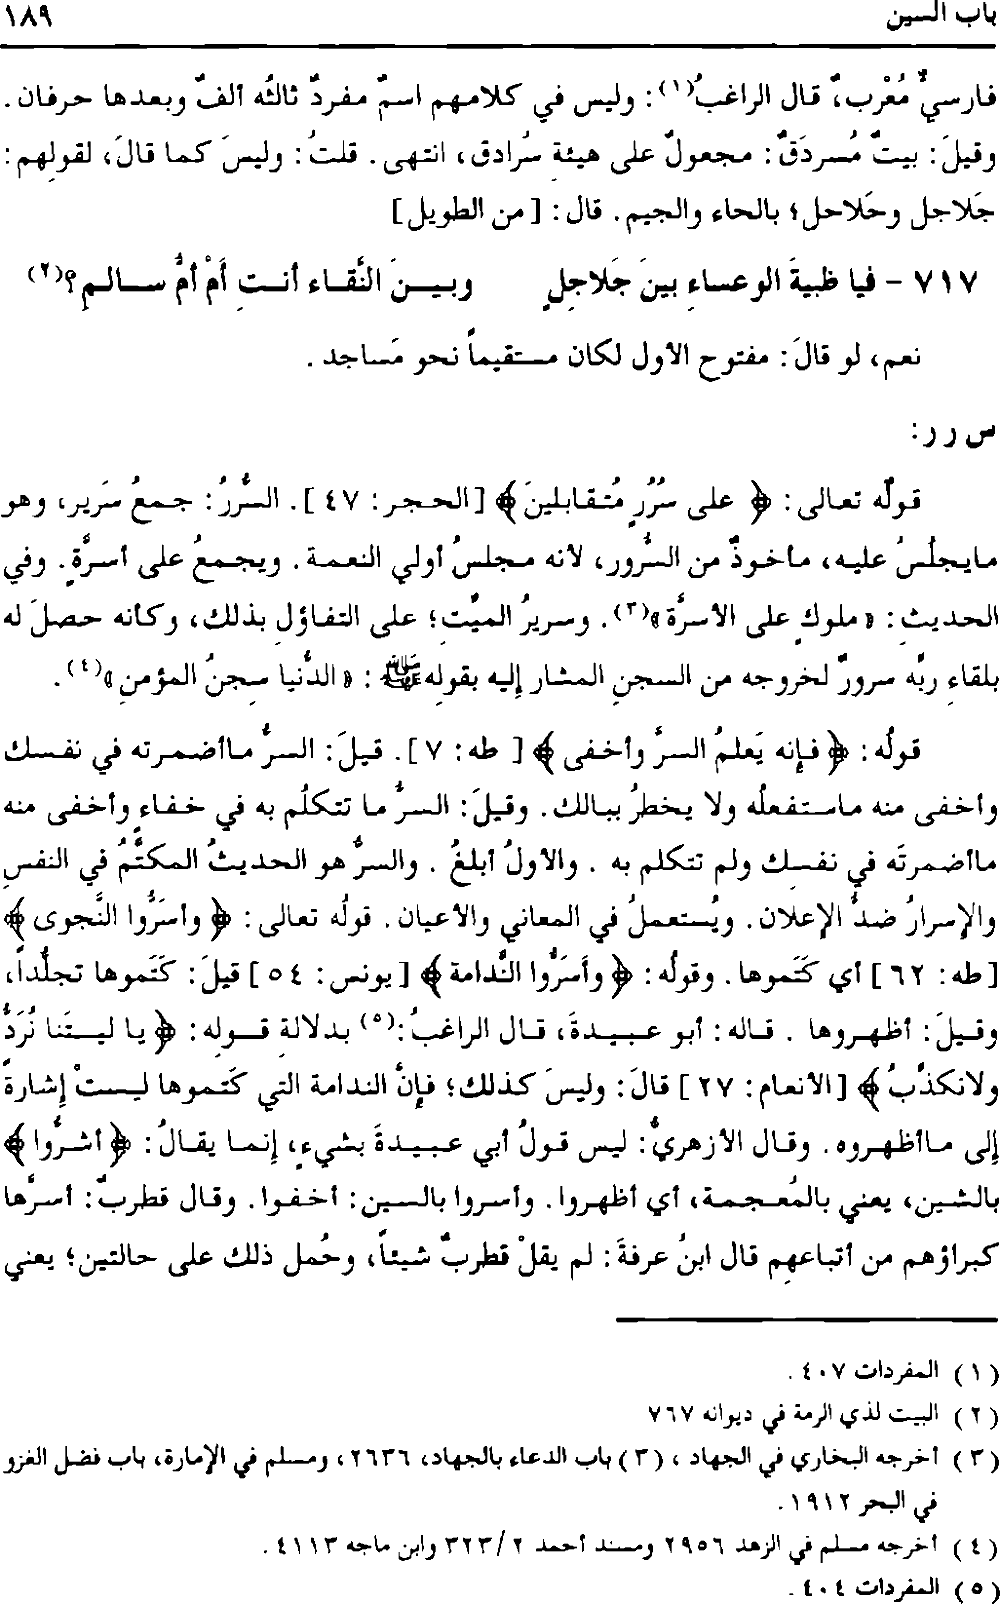 باب السين ١٨٩
فارسيٌّ مُعْرب، قال الراغبُ(١): وليس في كلامهم اسمٌ مفردٌ ثالثُه ألفٌ وبعدها حرفان.
وقيلَ: بيتٌ مُسردَقٌ: مجعولٌ على هيئةِ سُرادق، انتهى. قلتُ: وليسَ كما قالَ، لقولهِم:
جَلاجل وحَلاحل؛ بالحاء والجيم. قال: [من الطويل]
٧١٧ - فيا ظبيةَ الوعساءِ بينَ جَلاجلٍ وبيـنَ النَّقاء أنتِ أَمْ أمُّ سـالمِ؟(٢)
نعم، لو قالَ: مفتوح الأول لكان مستقيماً نحو مَساجد.
س ر ر:
قولُه تعالى: ﴿ على سُرُرٍ مُتقابلينَ ﴾ [الحجر: ٤٧]. السُّررُ: جمعُ سَرير، وهو
مايجلُسُ عليه، مأخوذٌ من السُّرور، لأنه مجلسُ أولي النعمة. ويجمعُ على أسرَّةٍ. وفي
الحديثِ: «ملوكٍ على الأسرَّة»(٣). وسريرُ الميِّتِ؛ على التفاؤلِ بذلك، وكأنه حصلَ له
بلقاءِ ربِّه سرورٌ لخروجه من السجنِ المشار إليه بقولهِ ﷺ: «الدُّنيا سجنُ المؤمنِ»(٤).
قولُه: ﴿ فإنه يَعلمُ السرَّ وأخفى ﴾ [ طه: ٧]. قيلَ: السرُّ ماأضمرته في نفسك
وأخفى منه ماستفعلُه ولا يخطرُ ببالك. وقيلَ: السرُّ ما تتكلُم به في خفاءٍ وأخفى منه
ماأضمرتَه في نفسِك ولم تتكلم به . والأولُ أبلغُ . والسرُّ هو الحديثُ المكتَّمُ في النفسِ
والإسرارُ ضدُّ الإعلان. ويُستعملُ في المعاني والأعيان. قولُه تعالى: ﴿ وأسرُّوا النَّجوى ﴾
[طه: ٦٢] أي كَتَموها. وقولُه: ﴿ وأَسَرُّوا النَّدامة ﴾ [يونس: ٥٤] قيلَ: كَتَموها تجلُّداً،
وقيلَ: أظهروها . قاله: أبو عبيدةَ، قال الراغبُ:(٥) بدلالةِ قـوله: ﴿ يا ليتَنا نُرَدُّ
ولانكذِّبُ ﴾ [الأنعام: ٢٧] قالَ: وليسَ كذلك؛ فإنَّ الندامة التي كَتموها ليستْ إشارةً
إلى ماأظهروه. وقال الأزهريُّ: ليس قولُ أبي عبيدةَ بشيءٍ، إنما يقالُ: ﴿ أشرُّوا ﴾
بالشين، يعني بالمُعجمة، أي أظهروا. وأسروا بالسين: أخفوا. وقال قطربٌ: أسرَّها
كبراؤهم من أتباعهِم قال ابنُ عرفةَ: لم يقلْ قطربٌ شيئاً، وحُمل ذلك على حالتين؛ يعني
(١) المفردات ٤٠٧ .
(٢) البيت لذي الرمة في ديوانه ٧٦٧
(٣) أخرجه البخاري في الجهاد ، (٣) باب الدعاء بالجهاد، ٢٦٣٦، ومسلم في الإمارة، باب فضل الغزو
في البحر ١٩١٢ .
(٤) أخرجه مسلم في الزهد ٢٩٥٦ ومسند أحمد ٢ /٣٢٣ وابن ماجه ٤١١٣ .
(٥) المفردات ٤٠٤ .